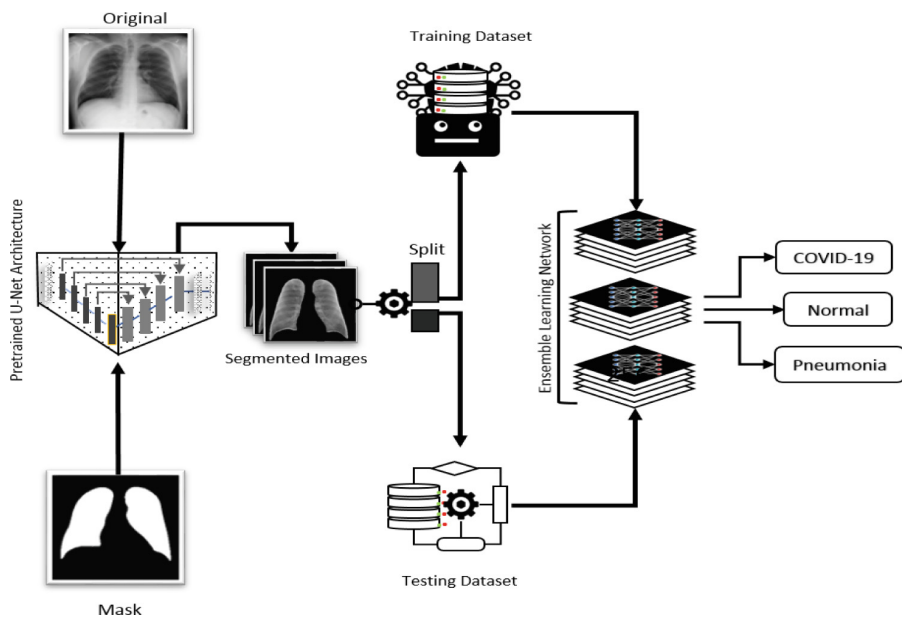 Original
Training Dataset
Pretrained U-Net Architecture
Split
Segmented Images
Ensemble Learning Network
COVID-19
Normal
Pneumonia
Testing Dataset
Mask